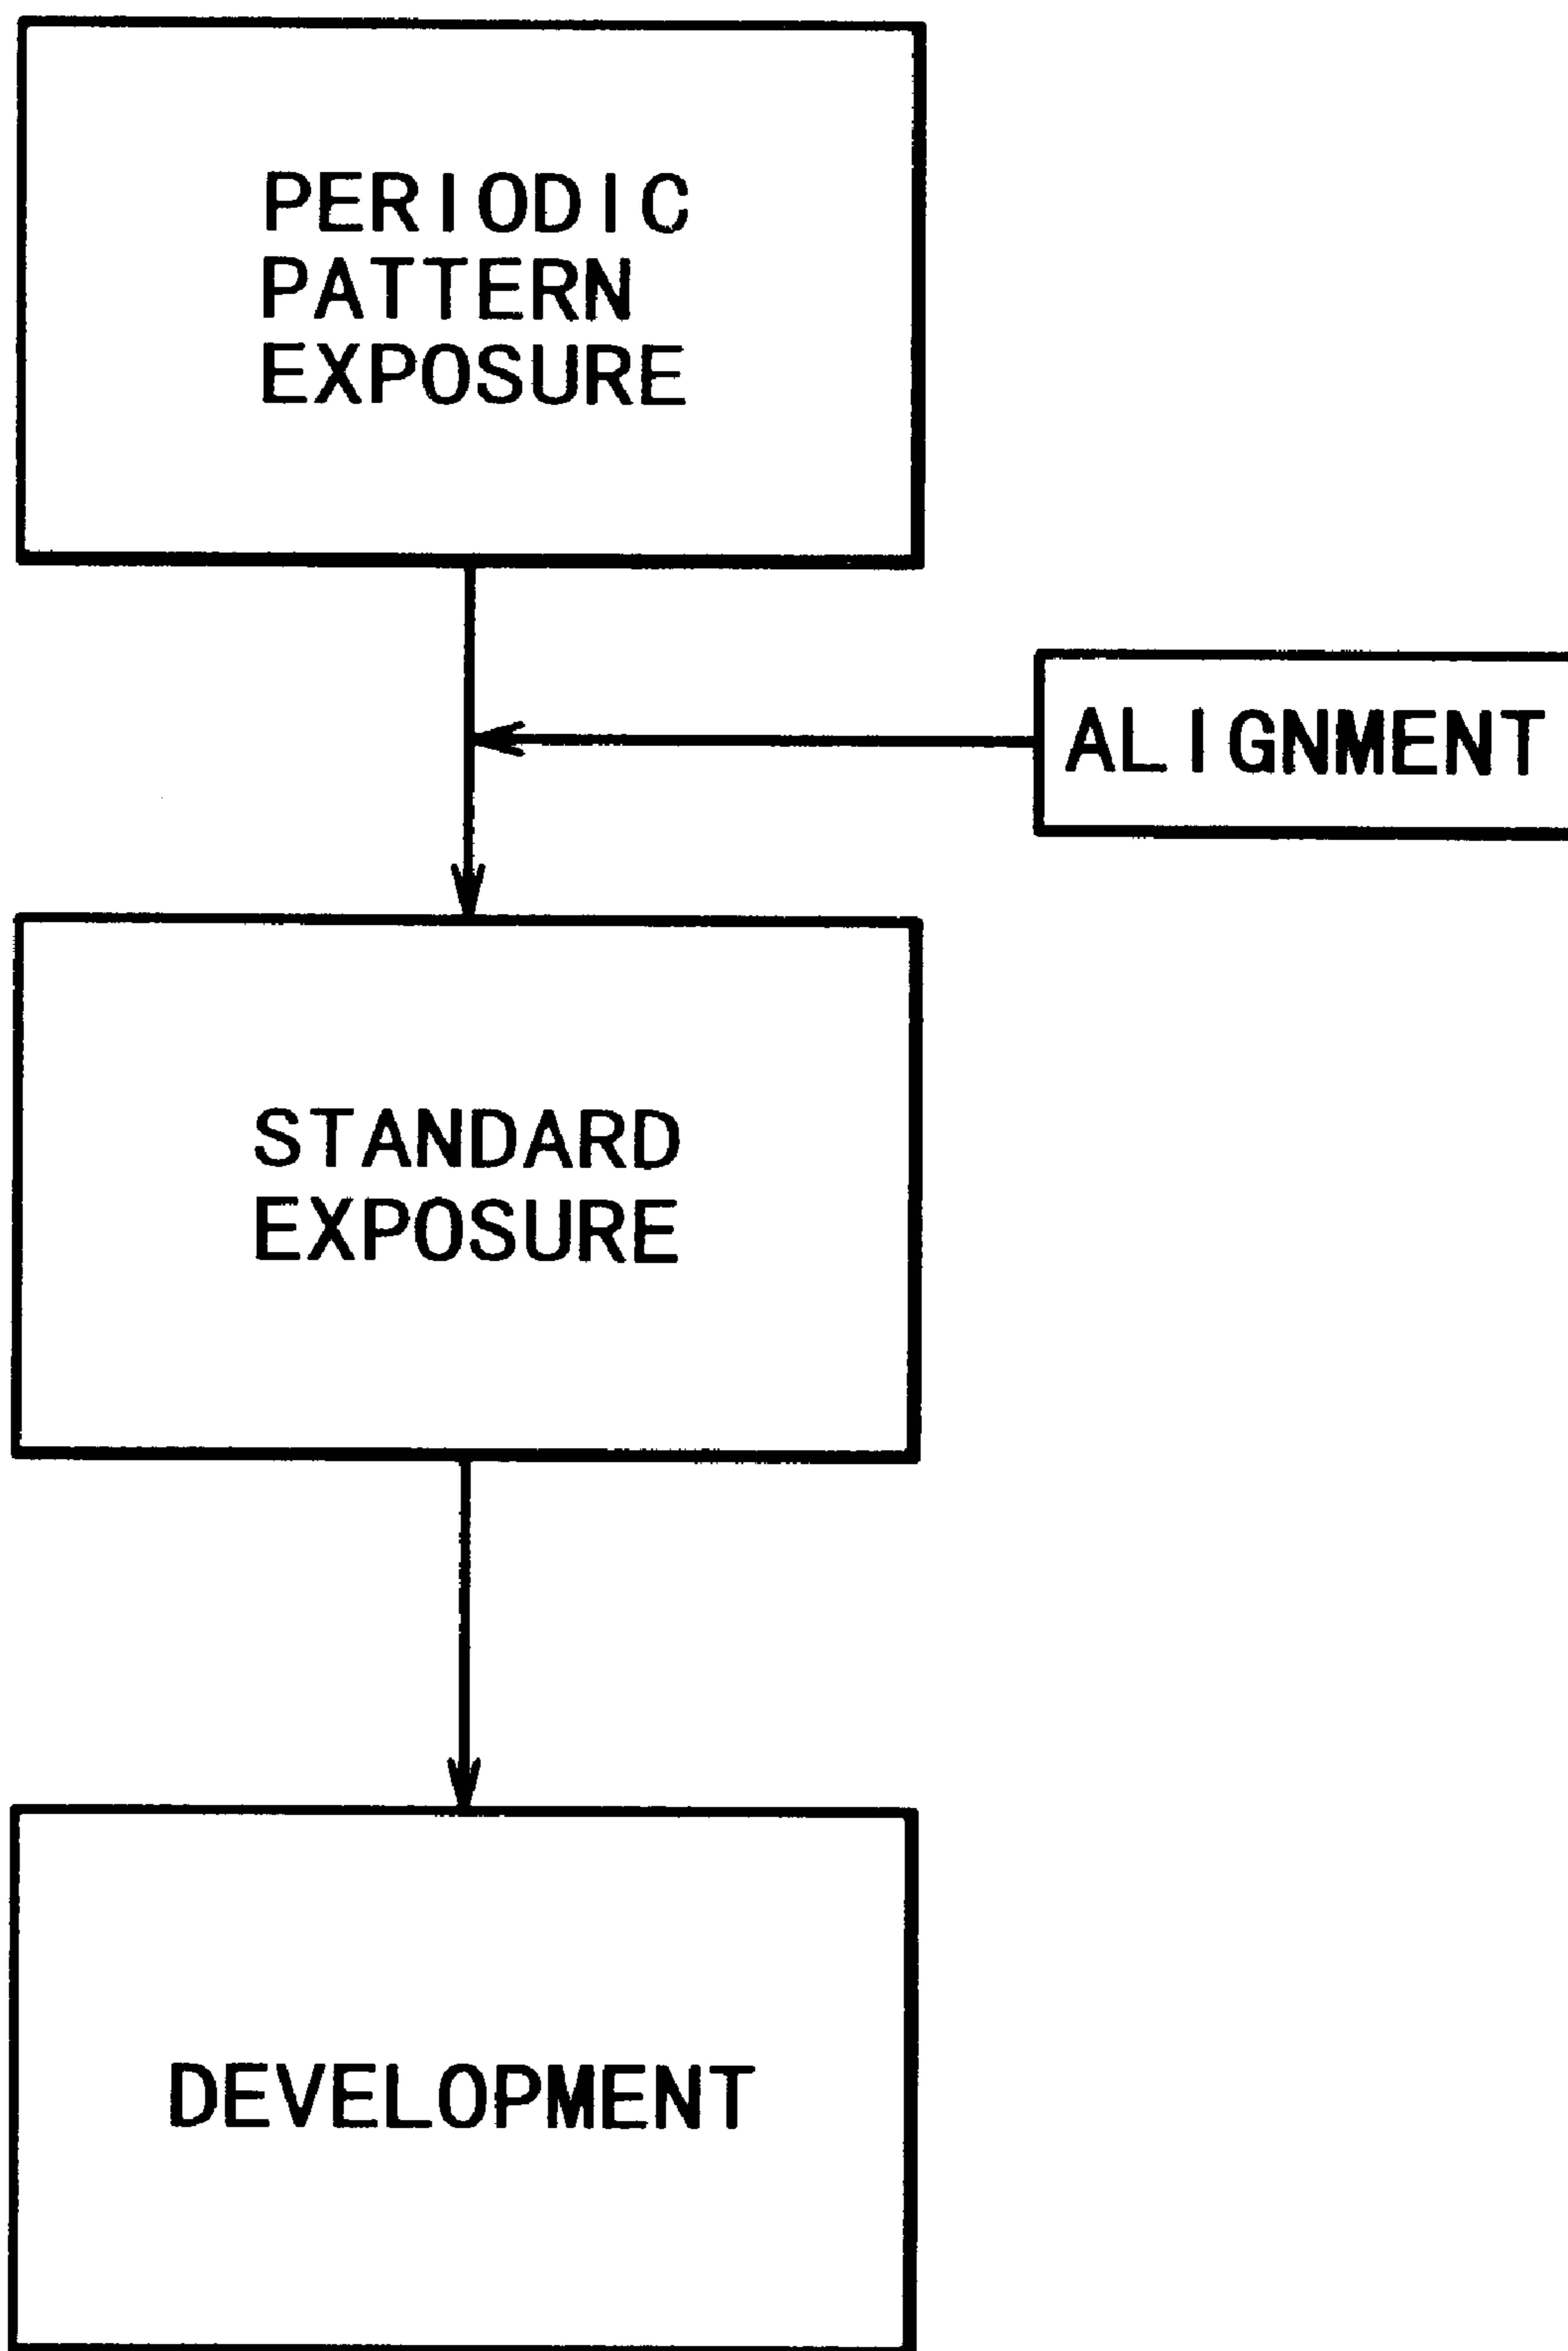 PERIODIC
PATTERN
EXPOSURE
ALIGNMENT
STANDARD
EXPOSURE
DEVELOPMENT